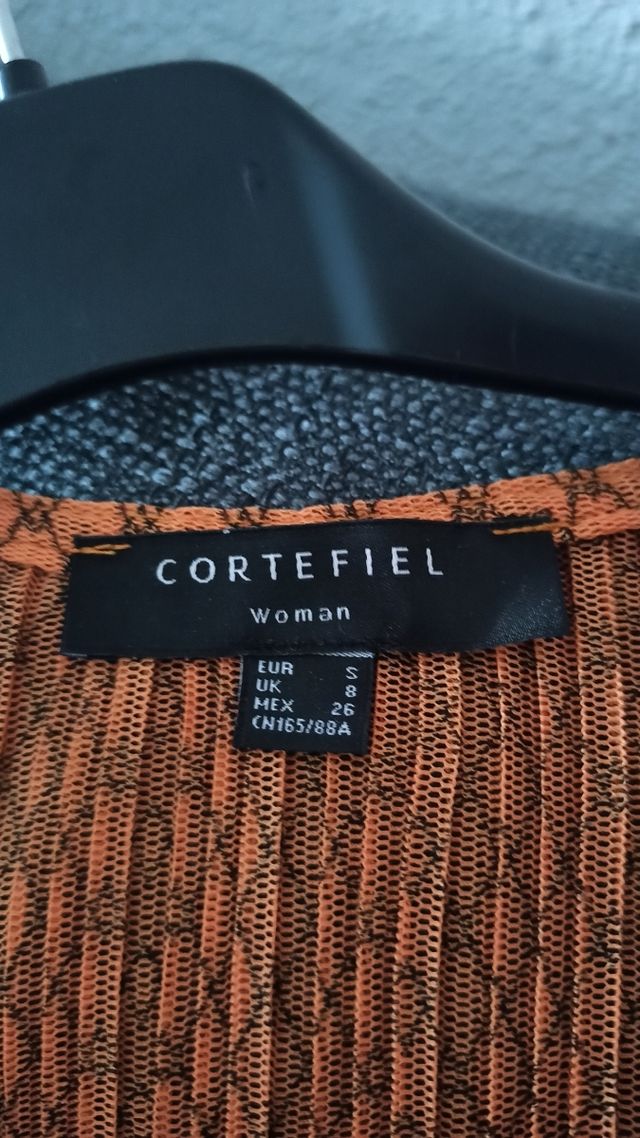 CORTEFIEL
Woman
EUR S
UK 8
MEX 26
CN165/88A